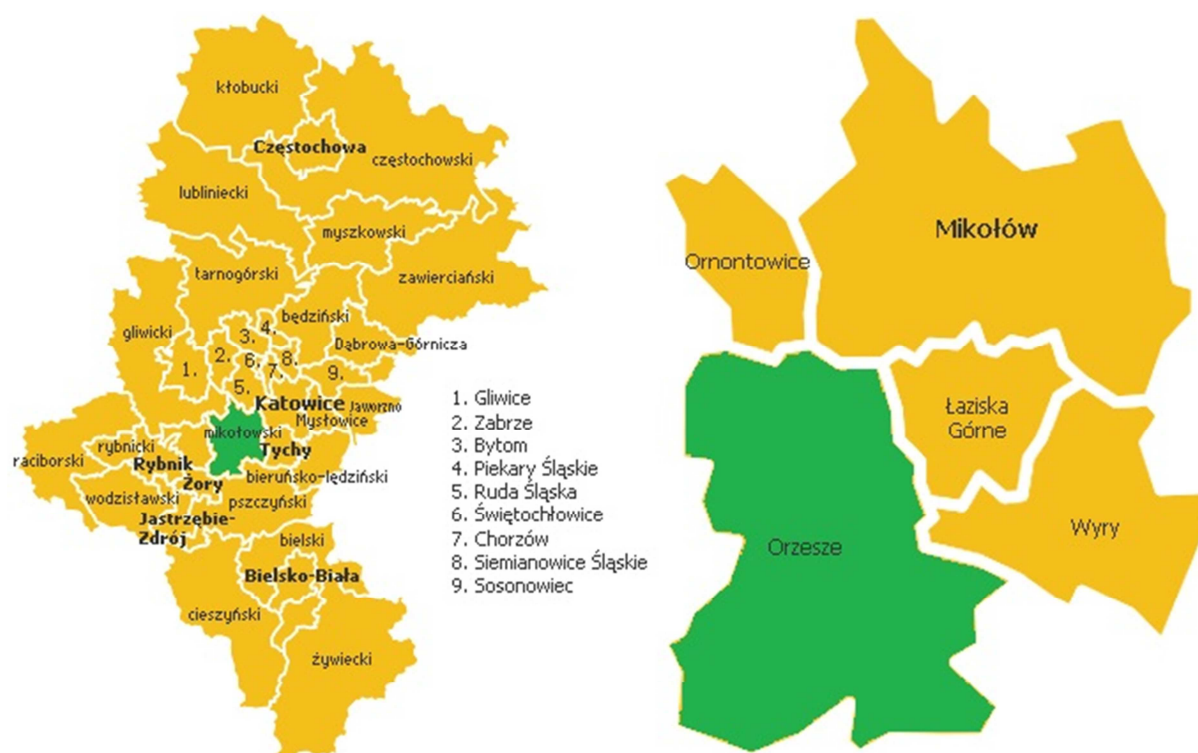 kłobucki
Częstochowa
częstochowski
lubliniecki
myszkowski
zawierciański
tarnogórski
będziński
gliwicki
Dąbrowa-Górnicza
1.
2.
3.
4.
5.
6.
7.
8.
9.
Katowice
Jaworzno
Mysłowice
mikołowski
Tychy
rybnicki
Rybnik
raciborski
bieruńsko-lędziński
Żory
wodzisławski
pszczyński
Jastrzębie-
Zdrój
bielski
Bielsko-Biała
cieszyński
żywiecki
1. Gliwice
2. Zabrze
3. Bytom
4. Piekary Śląskie
5. Ruda Śląska
6. Świętochłowice
7. Chorzów
8. Siemianowice Śląskie
9. Sosonowiec
Mikołów
Ornontowice
Łaziska
Górne
Wyry
Orzesze